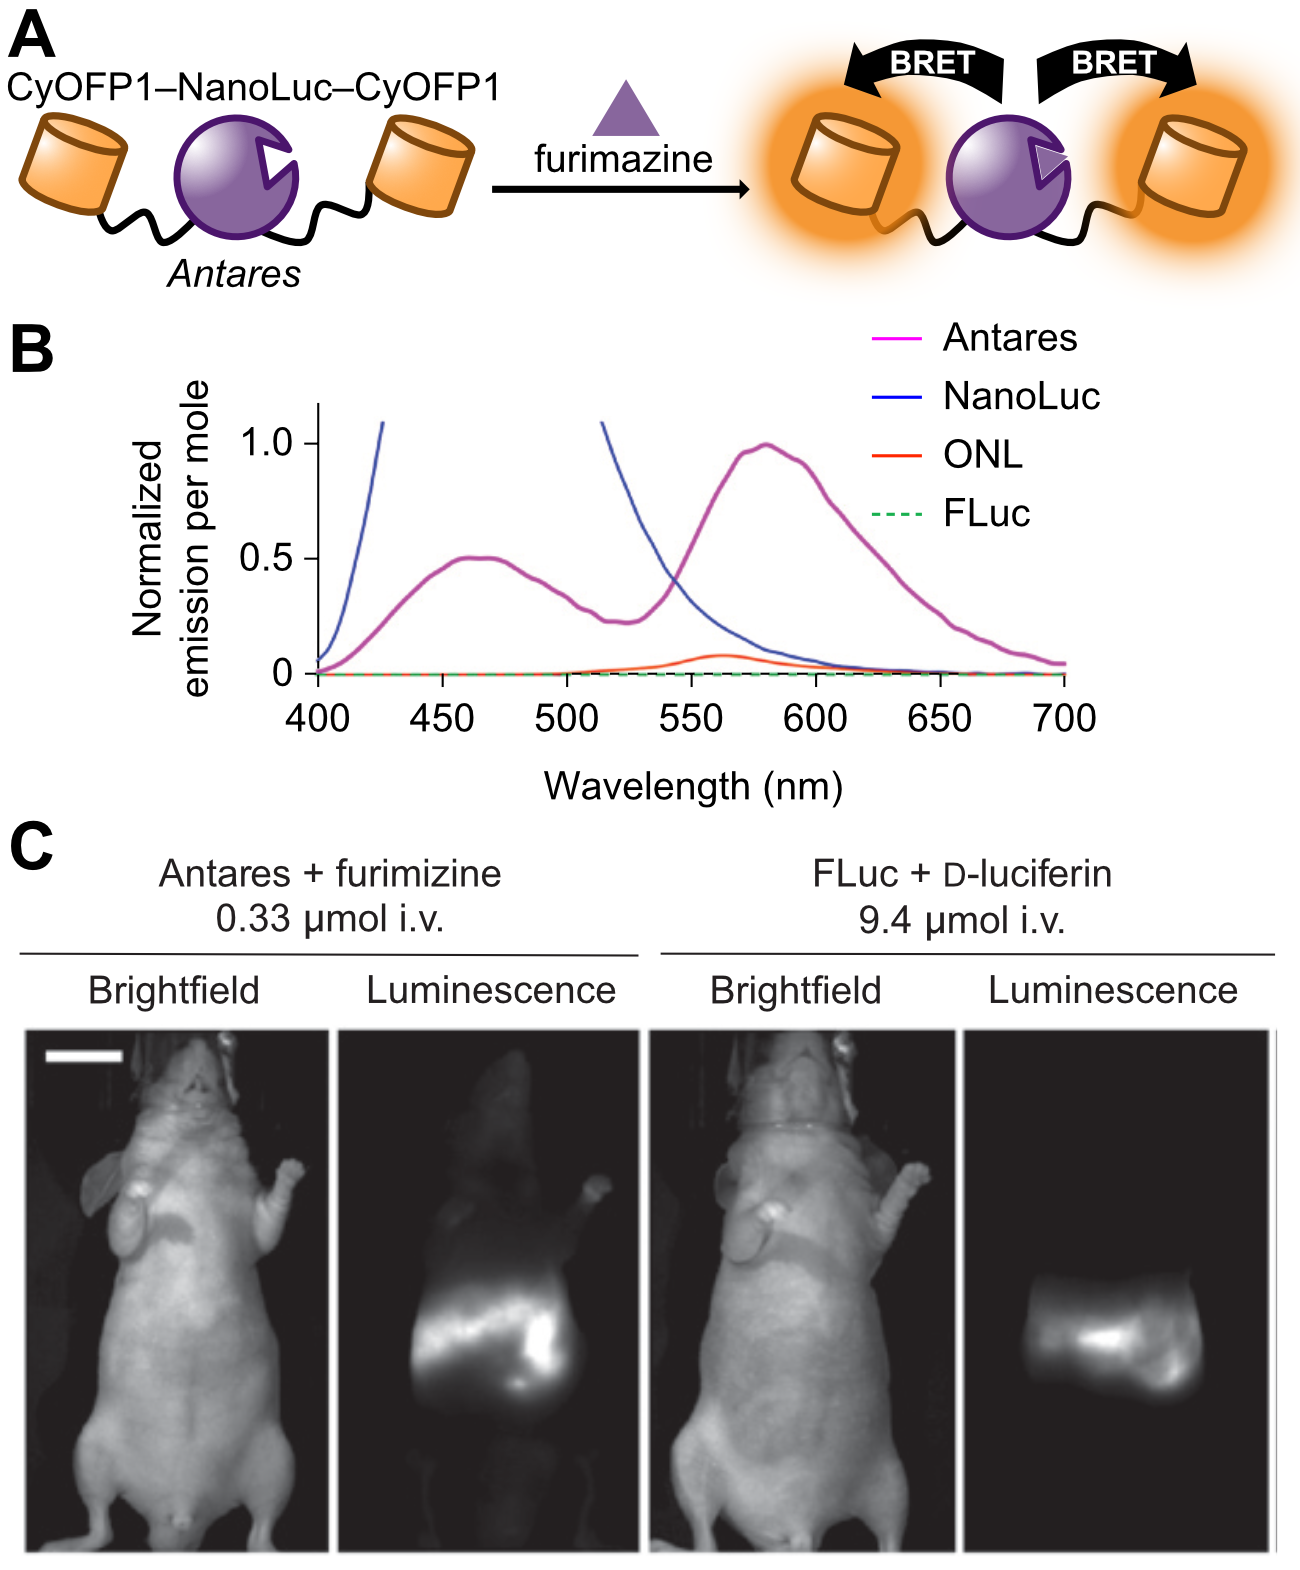 A
CyOFP1–NanoLuc–CyOFP1
Antares
furimazine
BRET
BRET
B
Antares
NanoLuc
ONL
FLuc
Normalized
emission per mole
1.0
0.5
0
400
450
500
550
600
650
700
Wavelength (nm)
C
Antares + furimizine
0.33 µmol i.v.
FLuc + D-luciferin
9.4 µmol i.v.
Brightfield
Luminescence
Brightfield
Luminescence